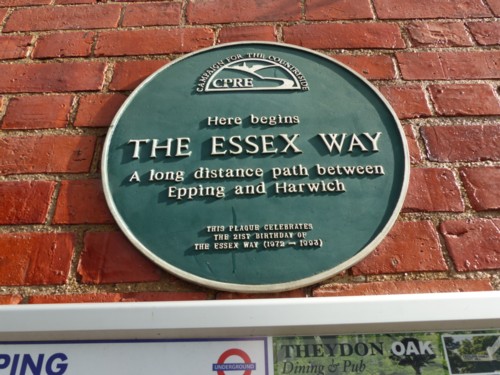 CAMPAIGN FOR THE COUNTRYSIDE
CPRE
Here begins
THE ESSEX WAY
A long distance path between
Epping and Harwich
THIS PLAQUE CELEBRATES
THE 21ST BIRTHDAY OF
THE ESSEX WAY (1972 – 1993)
PING
UNDERGROUND
THEYDON OAK
Dining & Pub